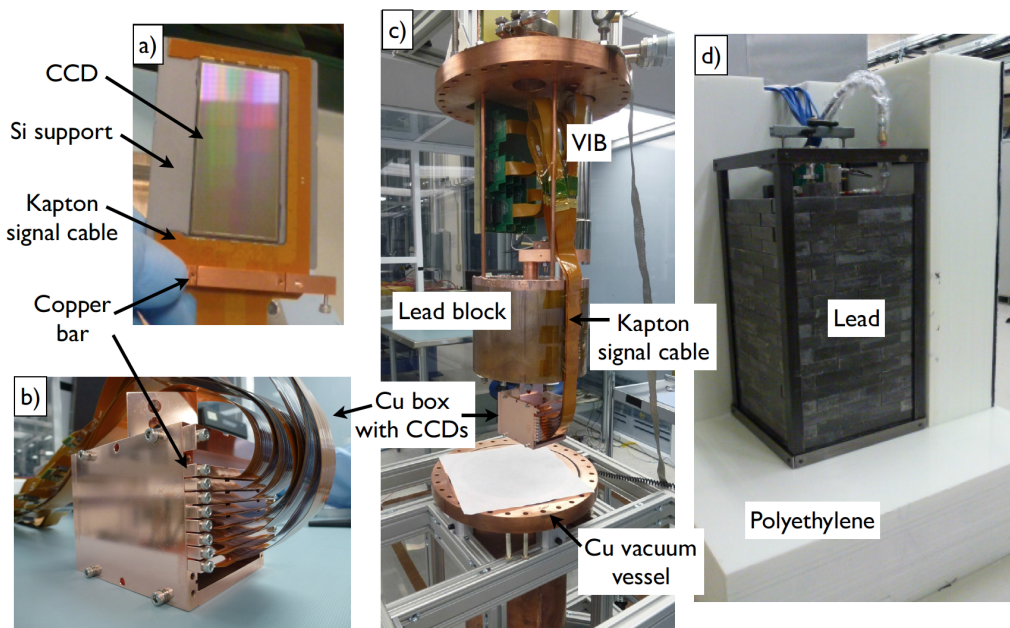 a)
CCD
Si support
Kapton
signal cable
Copper
bar
b)
Cu box
with CCDs
c)
VIB
Lead block
Kapton
signal cable
Cu vacuum
vessel
d)
Lead
Polyethylene